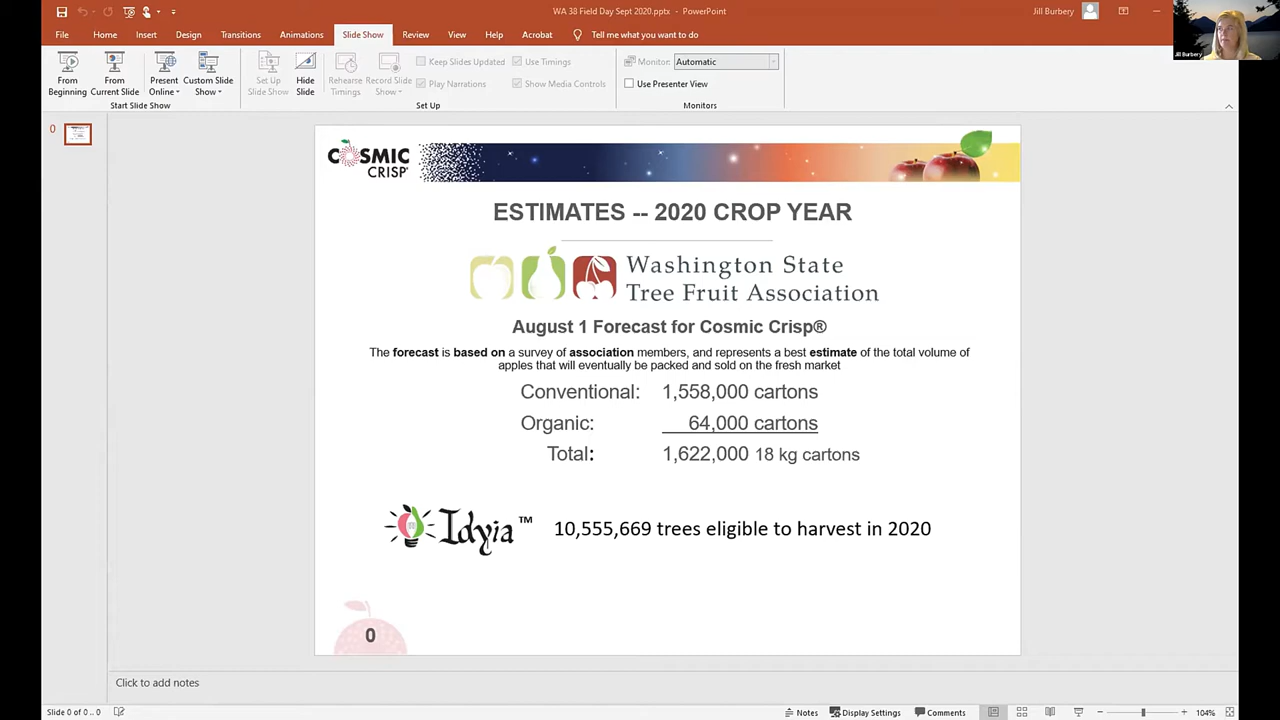 WA 38 Field Day Sept 2020.pptx - PowerPoint
Jill Burbery
File Home Insert Design Transitions Animations Slide Show Review View Help Acrobat Tell me what you want to do
From Beginning
From Current Slide
Present Online
Custom Slide Show
Set Up Slide Show
Hide Slide
Rehearse Timings
Record Slide Show
Keep Slides Updated
Play Narrations
Use Timings
Show Media Controls
Monitor: Automatic
Use Presenter View
Start Slide Show
Set Up
Monitors
Jill Burbery
0
COSMIC
CRISP®
ESTIMATES -- 2020 CROP YEAR
Washington State
Tree Fruit Association
August 1 Forecast for Cosmic Crisp®
The forecast is based on a survey of association members, and represents a best estimate of the total volume of
apples that will eventually be packed and sold on the fresh market
Conventional: 1,558,000 cartons
Organic: 64,000 cartons
Total: 1,622,000 18 kg cartons
Idyia™ 10,555,669 trees eligible to harvest in 2020
0
Click to add notes
Slide 0 of 0 .. 0
Notes Display Settings Comments 104%